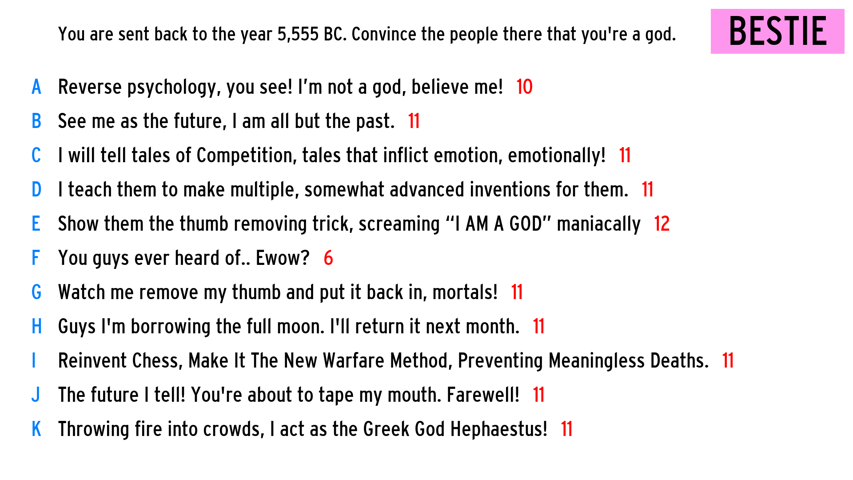 You are sent back to the year 5,555 BC. Convince the people there that you're a god.
BESTIE
A Reverse psychology, you see! I'm not a god, believe me! 10
B See me as the future, I am all but the past. 11
C I will tell tales of Competition, tales that inflict emotion, emotionally! 11
D I teach them to make multiple, somewhat advanced inventions for them. 11
E Show them the thumb removing trick, screaming “I AM A GOD” maniacally 12
F You guys ever heard of.. Ewow? 6
G Watch me remove my thumb and put it back in, mortals! 11
H Guys I'm borrowing the full moon. I'll return it next month. 11
I Reinvent Chess, Make It The New Warfare Method, Preventing Meaningless Deaths. 11
J The future I tell! You're about to tape my mouth. Farewell! 11
K Throwing fire into crowds, I act as the Greek God Hephaestus! 11